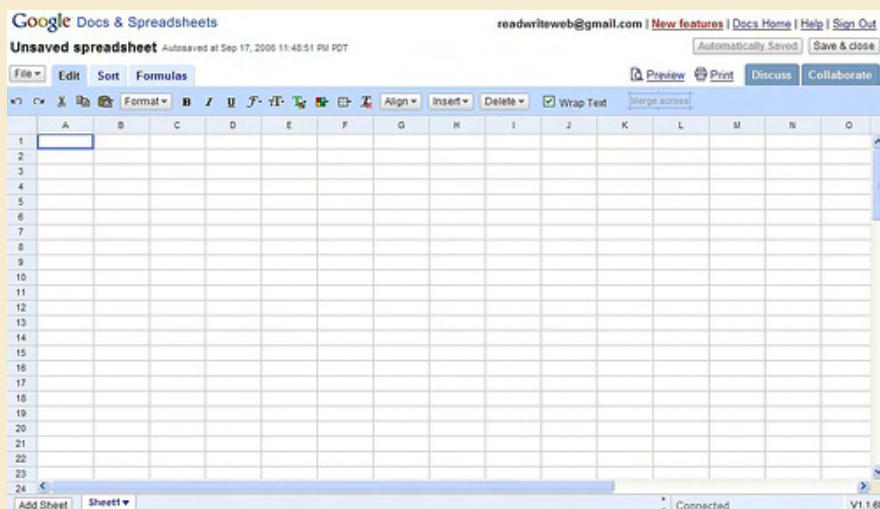 Google Docs & Spreadsheets
readwriteweb@gmail.com | New features | Docs Home | Help | Sign Out
Unsaved spreadsheet Autosaved at Sep 17, 2006 11:48:51 PM PDT
Automatically Saved Save & close
File Edit Sort Formulas
Preview Print Discuss Collaborate
Format B I U F T Align Insert Delete Wrap Text Merge across
A B C D E F G H I J K L M N O
1
2
3
4
5
6
7
8
9
10
11
12
13
14
15
16
17
18
19
20
21
22
23
24
Add Sheet Sheet1 Connected